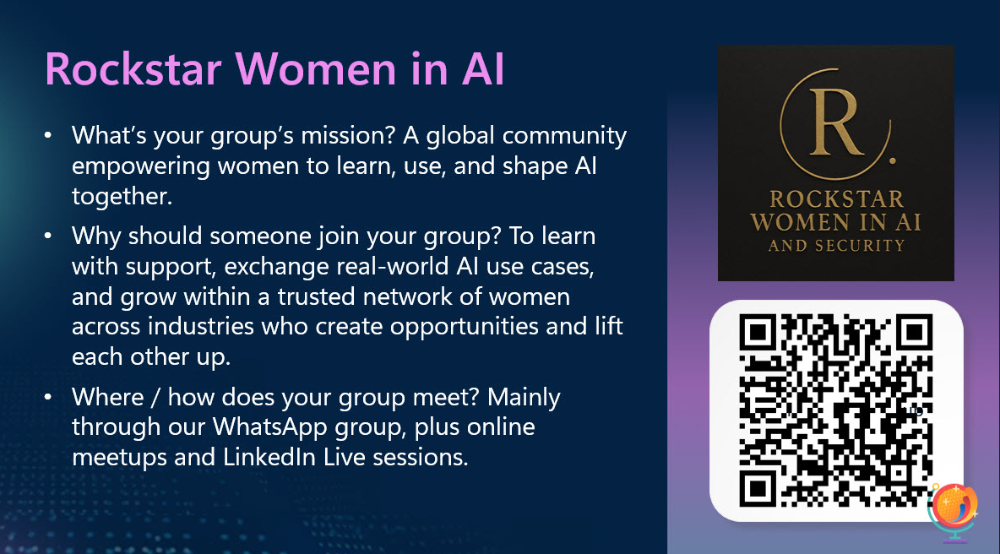 Rockstar Women in AI
• What’s your group’s mission? A global community
empowering women to learn, use, and shape AI
together.
• Why should someone join your group? To learn
with support, exchange real-world AI use cases,
and grow within a trusted network of women
across industries who create opportunities and lift
each other up.
• Where / how does your group meet? Mainly
through our WhatsApp group, plus online
meetups and LinkedIn Live sessions.
R.
ROCKSTAR
WOMEN IN AI
AND SECURITY